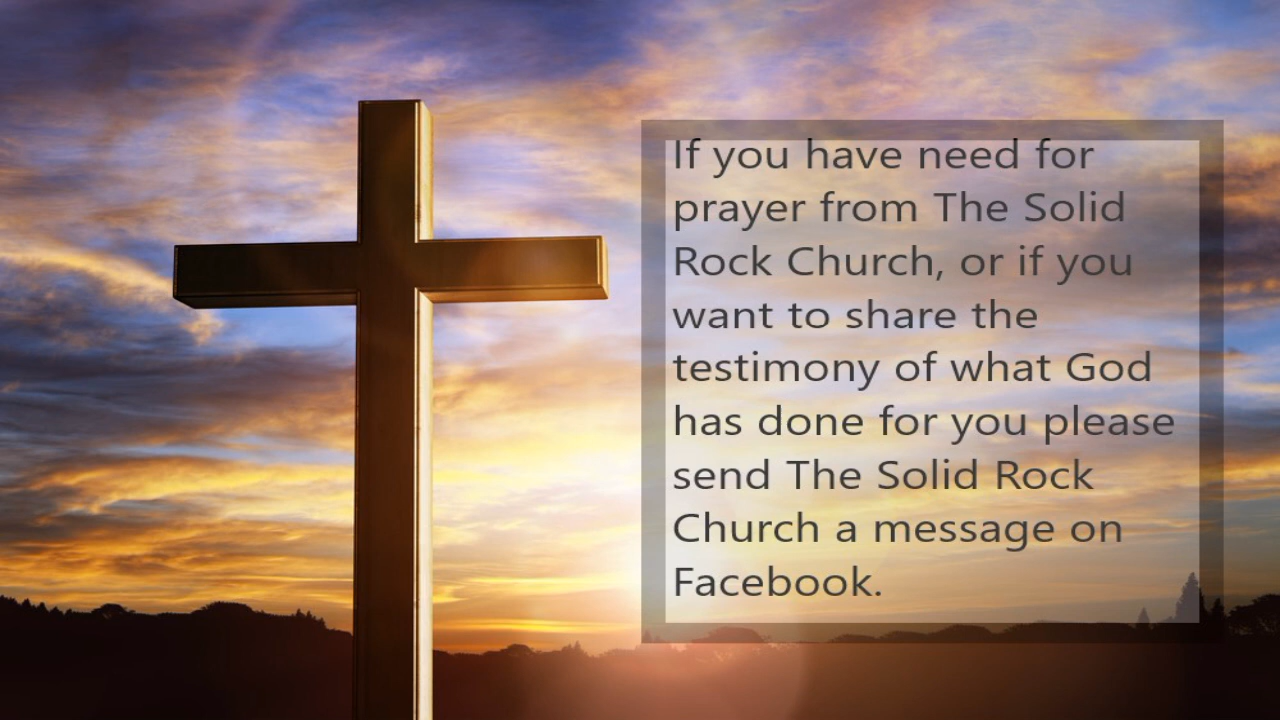 If you have need for
prayer from The Solid
Rock Church, or if you
want to share the
testimony of what God
has done for you please
send The Solid Rock
Church a message on
Facebook.